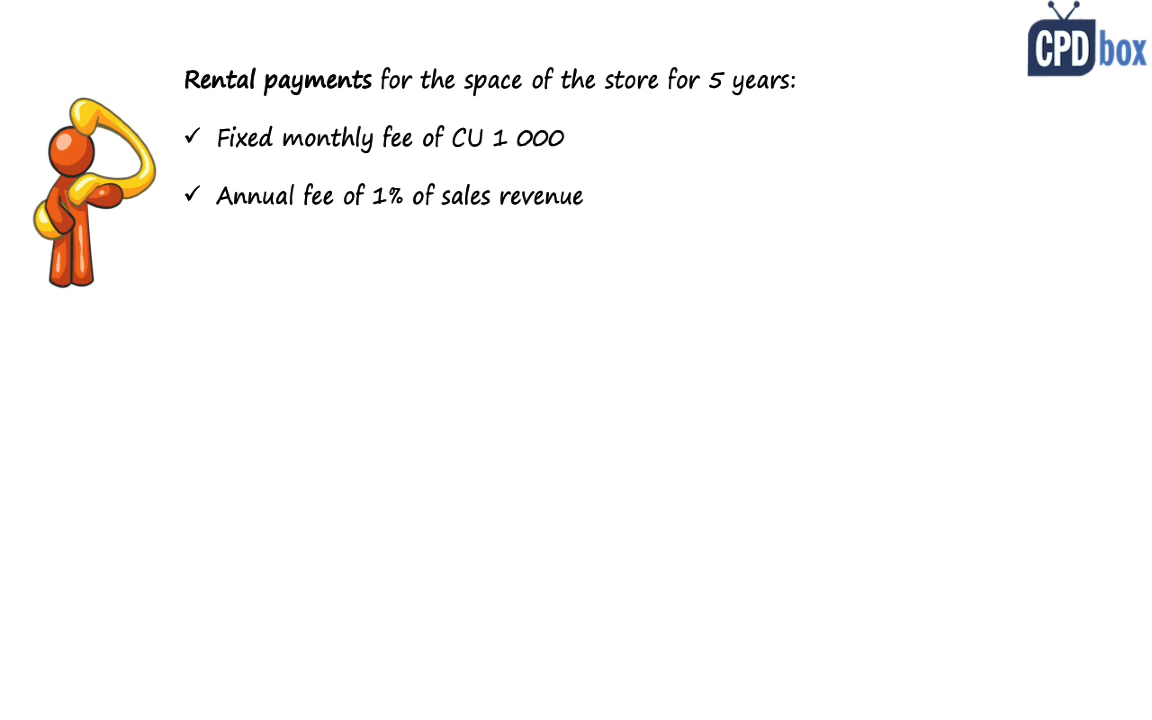 CPD box
Rental payments for the space of the store for 5 years:
✓ Fixed monthly fee of CU 1 000
✓ Annual fee of 1% of sales revenue